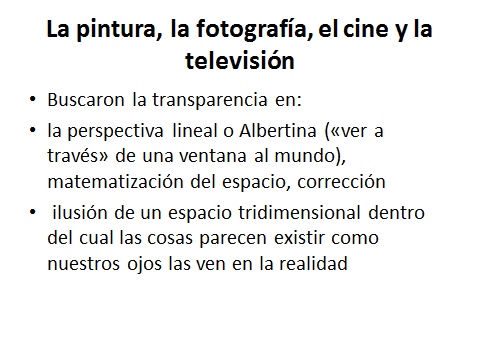 La pintura, la fotografía, el cine y la
televisión
• Buscaron la transparencia en:
• la perspectiva lineal o Albertina («ver a
través» de una ventana al mundo),
matematización del espacio, corrección
• ilusión de un espacio tridimensional dentro
del cual las cosas parecen existir como
nuestros ojos las ven en la realidad